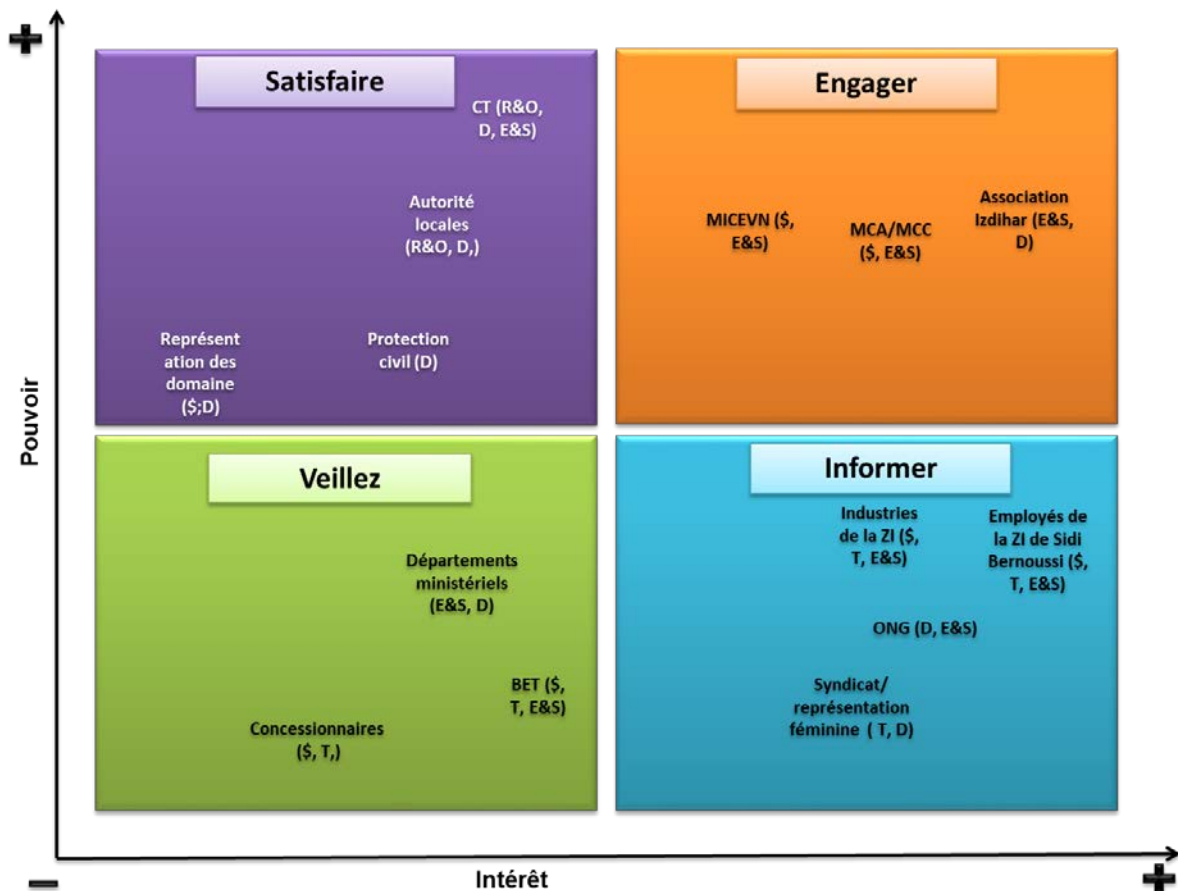 Pouvoir
Satisfaire
CT (R&O,
D, E&S)
Autorité
locales
(R&O, D,)
Représent
ation des
domaine
($;D)
Protection
civil (D)
Engager
MICEVN ($,
E&S)
MCA/MCC
($, E&S)
Association
Izdihar (E&S,
D)
Veillez
Départements
ministériels
(E&S, D)
BET ($,
T, E&S)
Concessionnaires
($, T,)
Informer
Industries
de la ZI ($,
T, E&S)
Employés de
la ZI de Sidi
Bernoussi ($,
T, E&S)
ONG (D, E&S)
Syndicat/
représentation
féminine ( T, D)
Intérêt